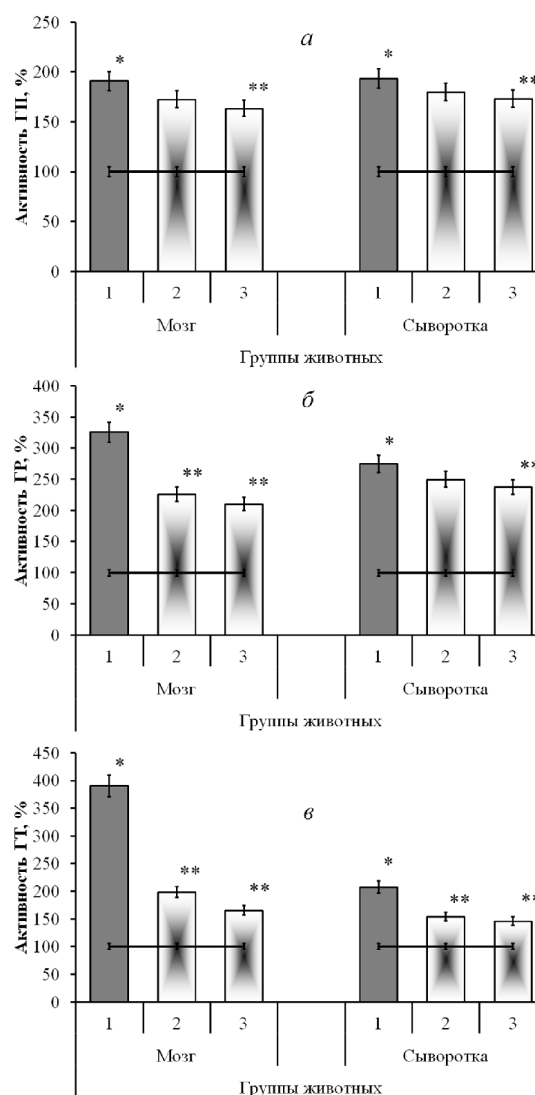 а
Активность ГП, %
250
200
150
100
50
0
* ** * **
1 2 3 1 2 3
Мозг Сыворотка
Группы животных
б
Активность ГР, %
400
350
300
250
200
150
100
50
0
* ** ** * **
1 2 3 1 2 3
Мозг Сыворотка
Группы животных
в
Активность ГТ, %
450
400
350
300
250
200
150
100
50
0
* ** ** * ** **
1 2 3 1 2 3
Мозг Сыворотка
Группы животных